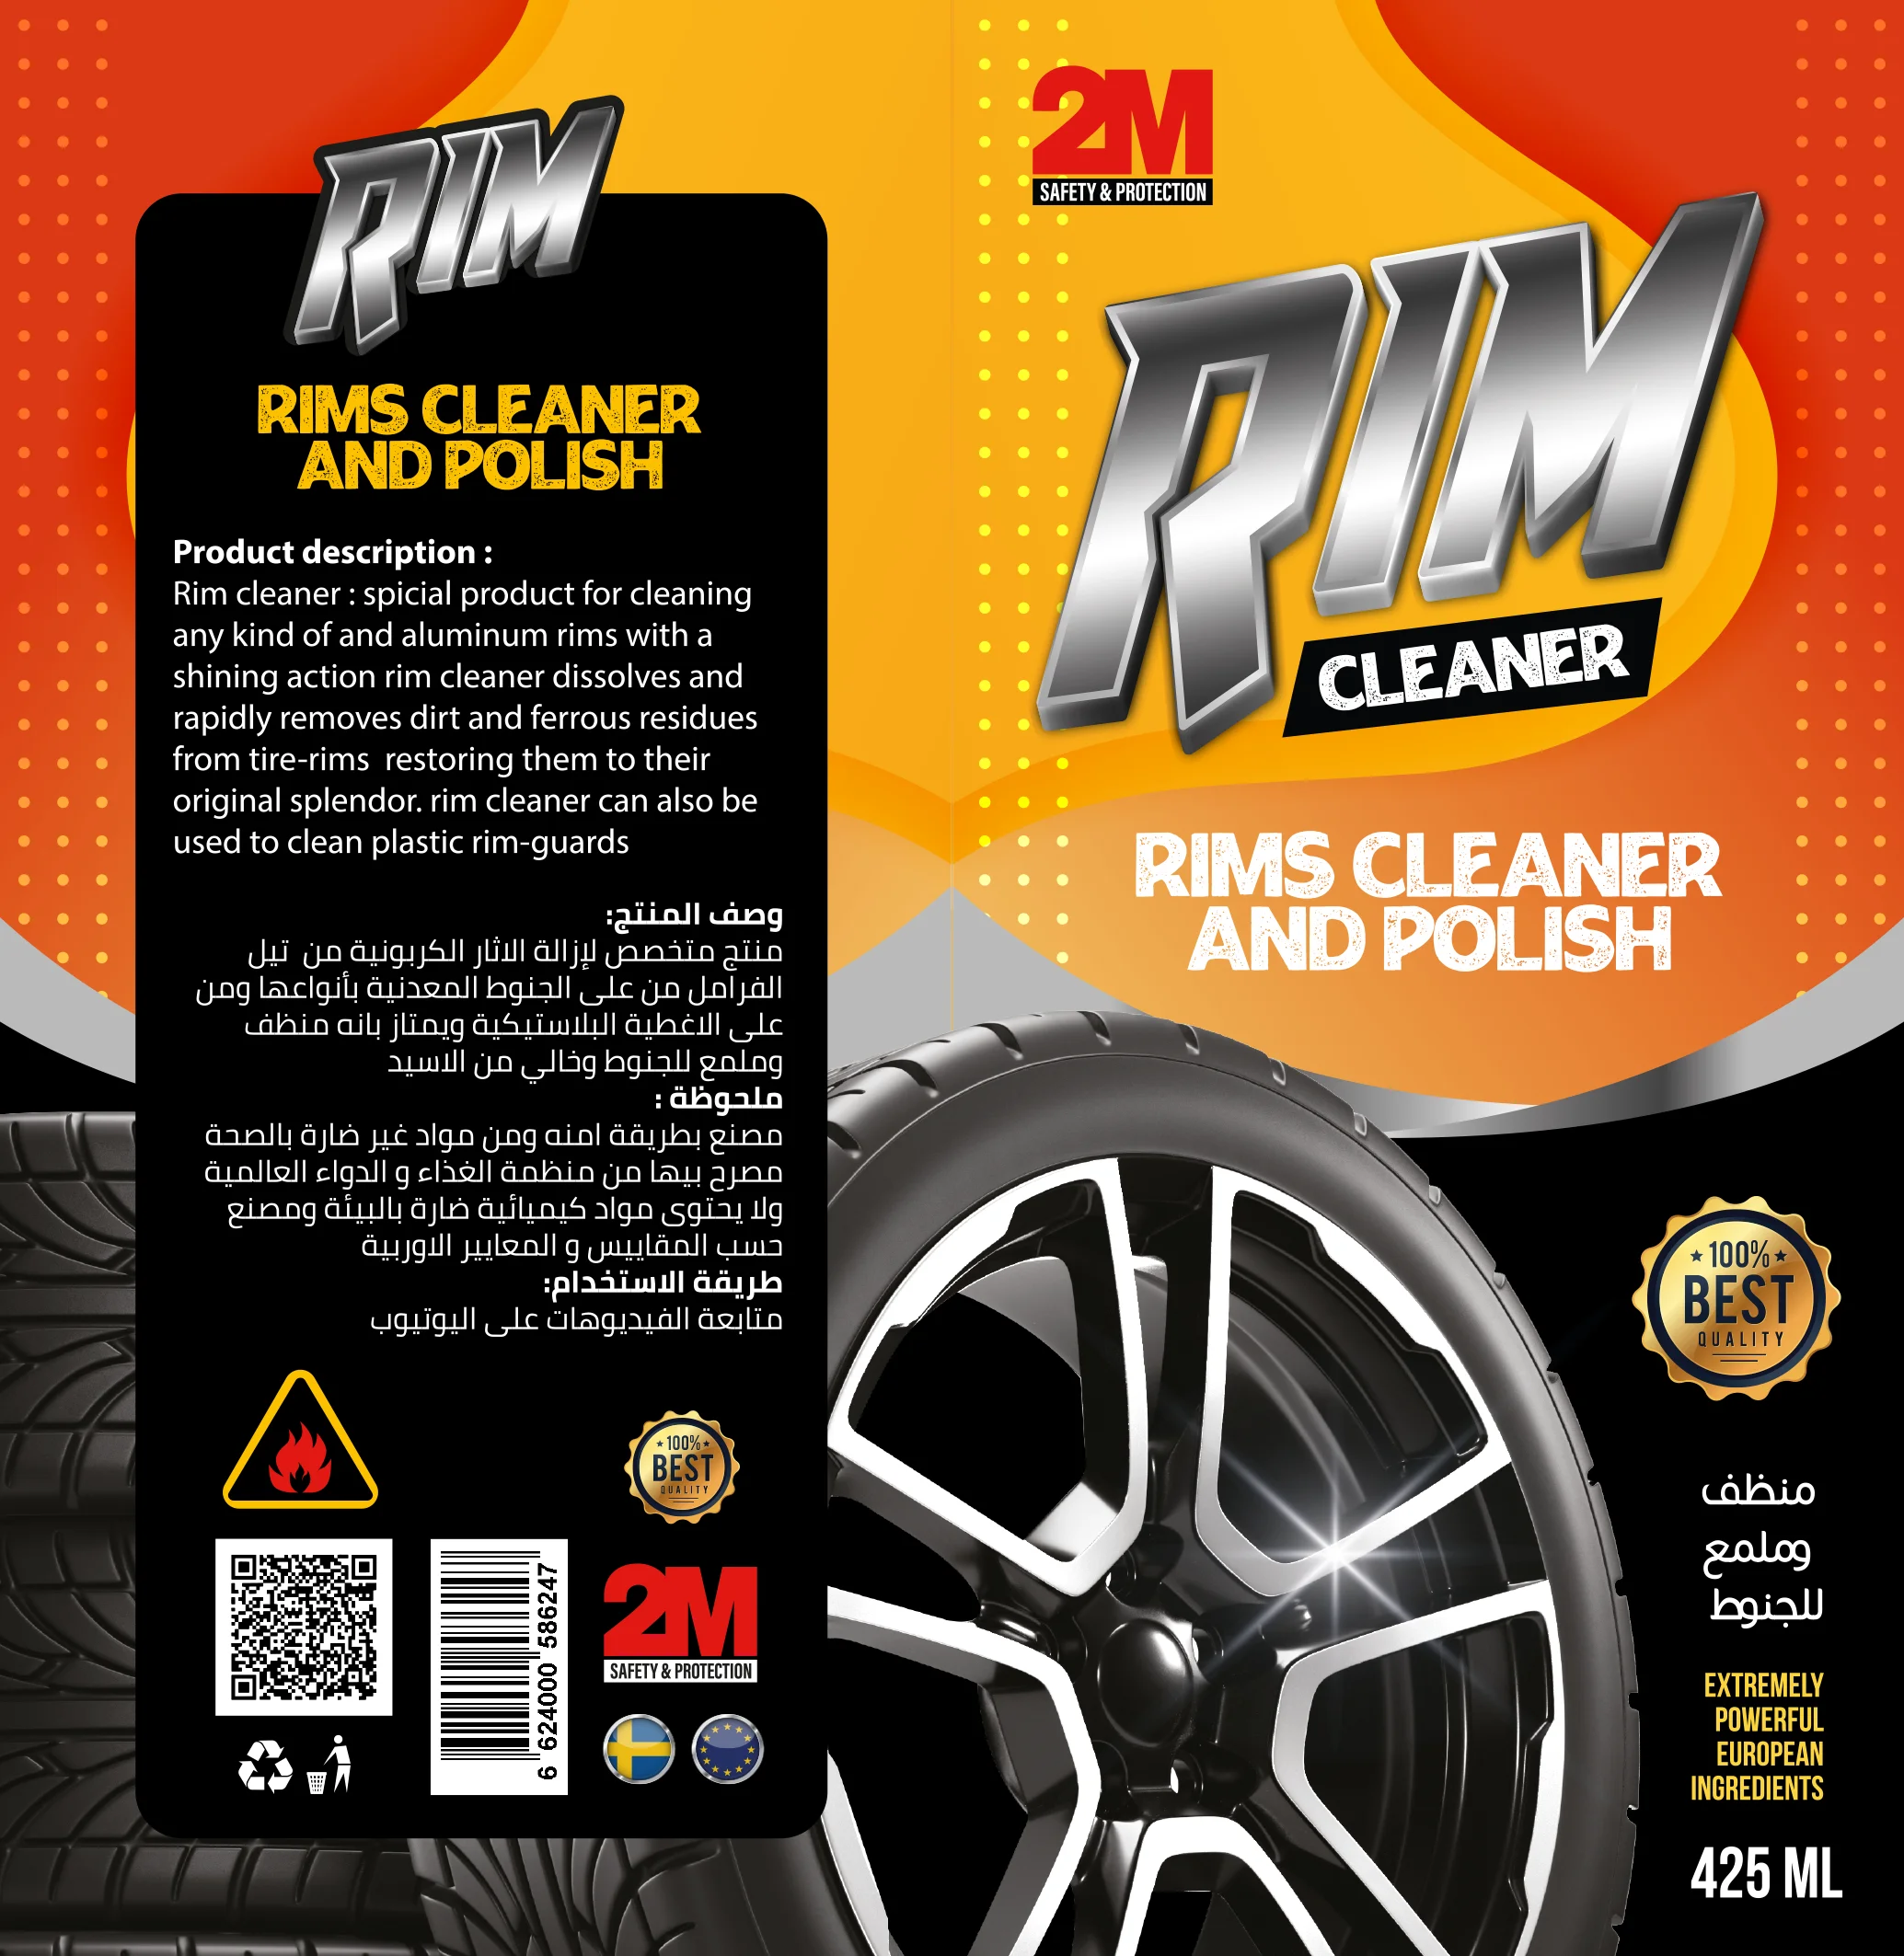 RIM
RIMS CLEANER
AND POLISH
Product description :
Rim cleaner : spicial product for cleaning
any kind of and aluminum rims with a
shining action rim cleaner dissolves and
rapidly removes dirt and ferrous residues
from tire-rims restoring them to their
original splendor. rim cleaner can also be
used to clean plastic rim-guards
وصف المنتج:
منتج متخصص لإزالة الاثار الكربونية من تيل
الفرامل من على الجنوط المعدنية بأنواعها ومن
على الاغطية البلاستيكية ويمتاز بانه منظف
وملمع للجنوط وخالي من الاسيد
ملحوظة :
مصنع بطريقة امنه ومن مواد غير ضارة بالصحة
مصرح بيها من منظمة الغذاء و الدواء العالمية
ولا يحتوى مواد كيميائية ضارة بالبيئة ومصنع
حسب المقاييس و المعايير الاوربية
طريقة الاستخدام:
متابعة الفيديوهات على اليوتيوب
100%
BEST
QUALITY
6 624000 586247
2M
SAFETY & PROTECTION
2M
SAFETY & PROTECTION
RIM
CLEANER
RIMS CLEANER
AND POLISH
100%
BEST
QUALITY
منظف
وملمع
للجنوط
EXTREMELY
POWERFUL
EUROPEAN
INGREDIENTS
425 ML